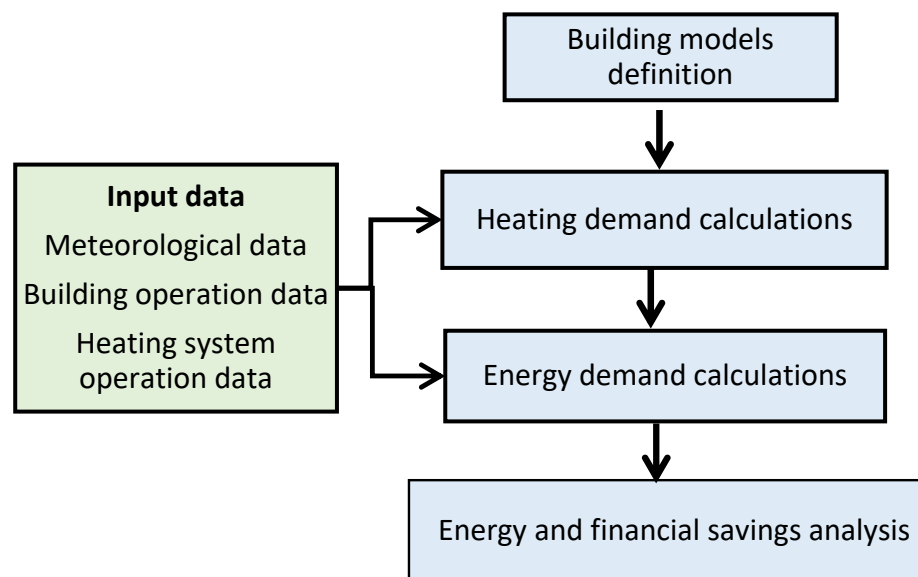 Building models
definition
Input data
Meteorological data
Building operation data
Heating system
operation data
Heating demand calculations
Energy demand calculations
Energy and financial savings analysis